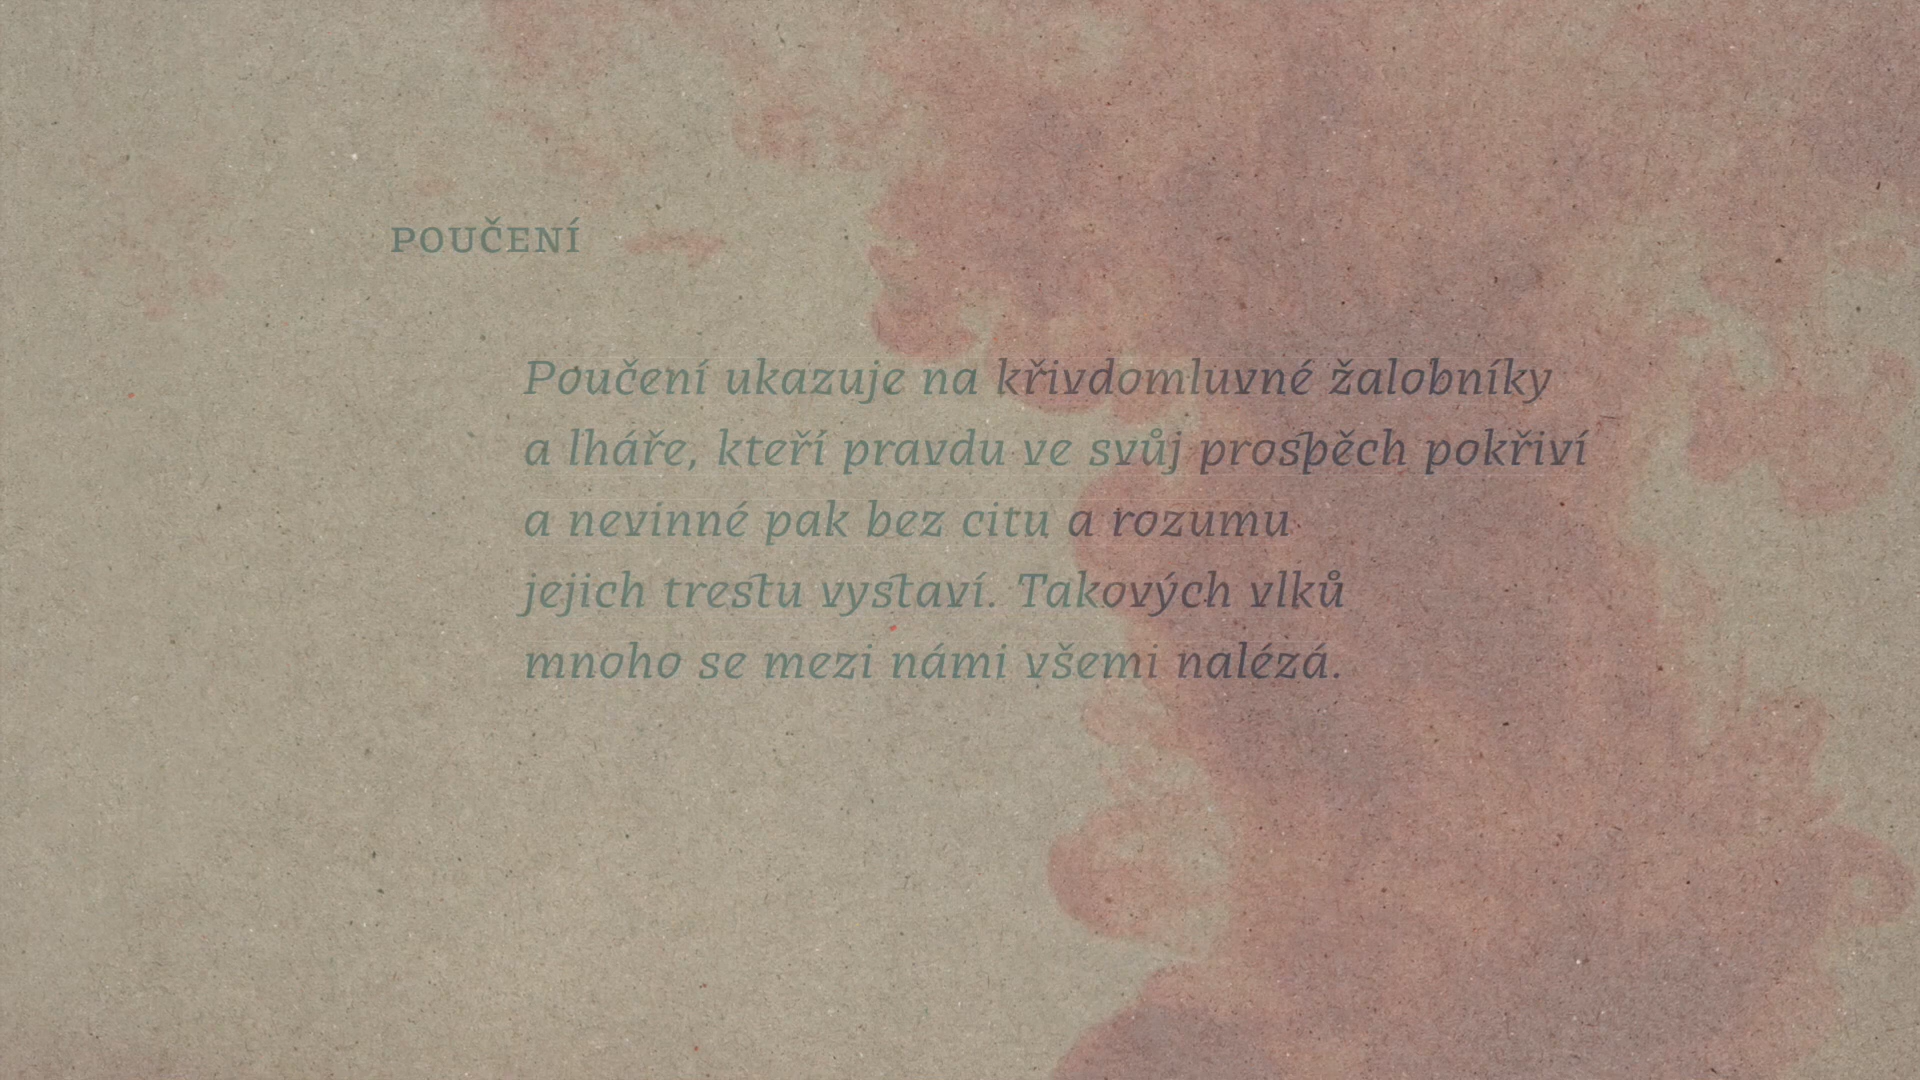 POUČENÍ
Poučení ukazuje na křivdomluvné žalobníky
a lháře, kteří pravdu ve svůj prospěch pokřiví
a nevinné pak bez citu a rozumu
jejich trestu vystaví. Takových vlků
mnoho se mezi námi všemi nalézá.